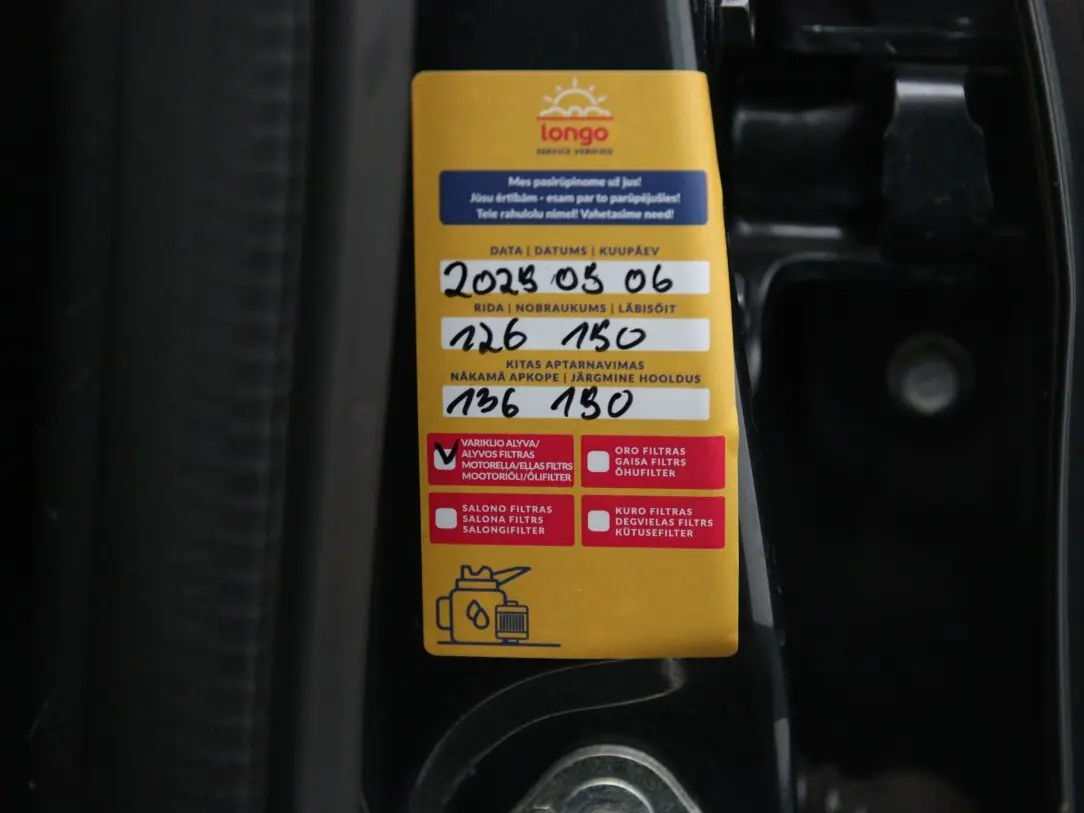 longo
SERVICE VERIFIED
Mes pasirūpinome už jus!
Jūsu ērtībām - esam par to parūpējušies!
Teie rahulolu nimel! Vahetasime need!
DATA | DATUMS | KUUPÄEV
2025 05 06
RIDA | NOBRAUKUMS | LÄBISÕIT
126 150
KITAS APTARNAVIMAS
NĀKAMĀ APKOPE | JÄRGMINE HOOLDUS
136 150
VARIKLIO ALYVA/
ALYVOS FILTRAS
MOTOREĻĻA/EĻĻAS FILTRS
MOOTORIÕLI/ÕLIFILTER
ORO FILTRAS
GAISA FILTRS
ÕHUFILTER
SALONO FILTRAS
SALONA FILTRS
SALONGIFILTER
KURO FILTRAS
DEGVIELAS FILTRS
KÜTUSEFILTER